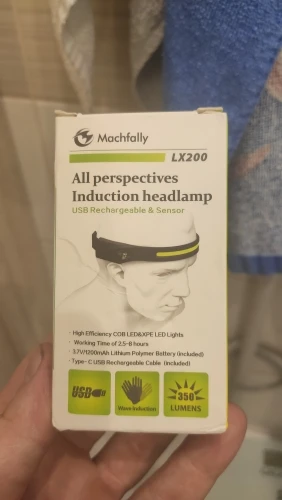 Machfally
LX200
All perspectives
Induction headlamp
USB Rechargeable & Sensor
· High Efficiency COB LED&XPE LED Lights
· Working Time of 2.5-8 hours
· 3.7V/1200mAh Lithium Polymer Battery (included)
· Type- C USB Rechargeable Cable (included)
USB
Wave Induction
350
LUMENS